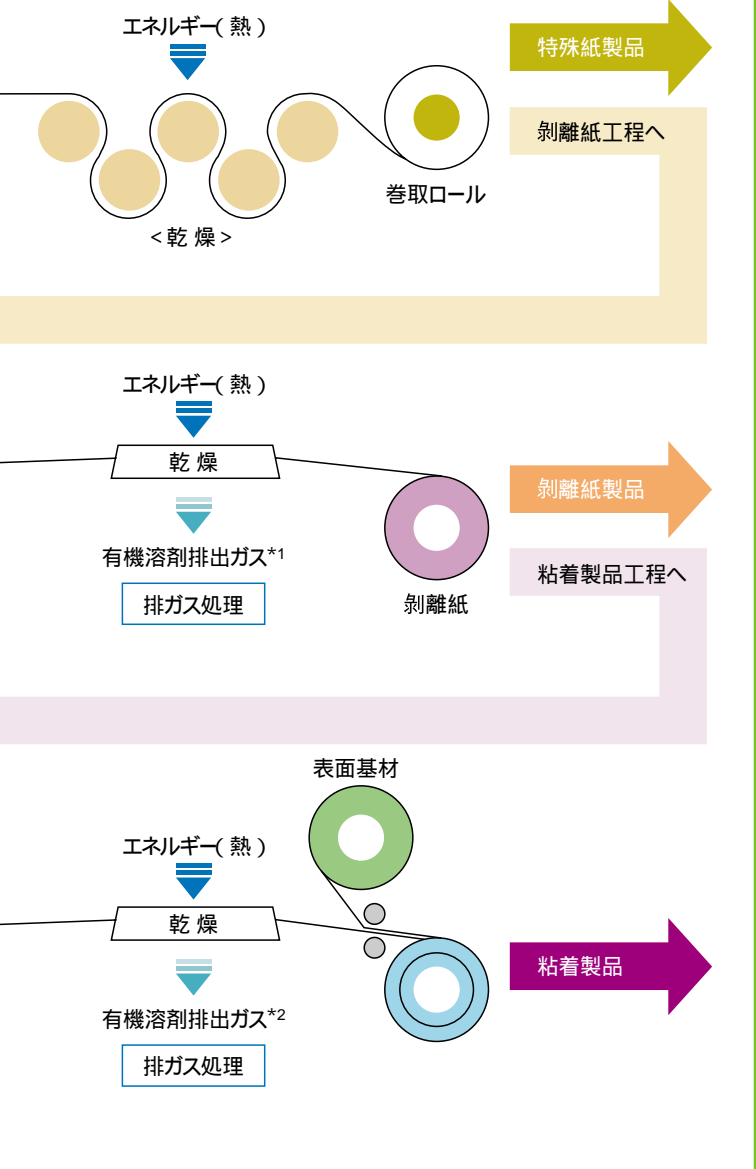 エネルギー(熱)
特殊紙製品
剝離紙工程へ
巻取ロール
<乾 燥>
エネルギー(熱)
乾 燥
剝離紙製品
有機溶剤排出ガス*1
粘着製品工程へ
排ガス処理
剝離紙
表面基材
エネルギー(熱)
乾 燥
粘着製品
有機溶剤排出ガス*2
排ガス処理